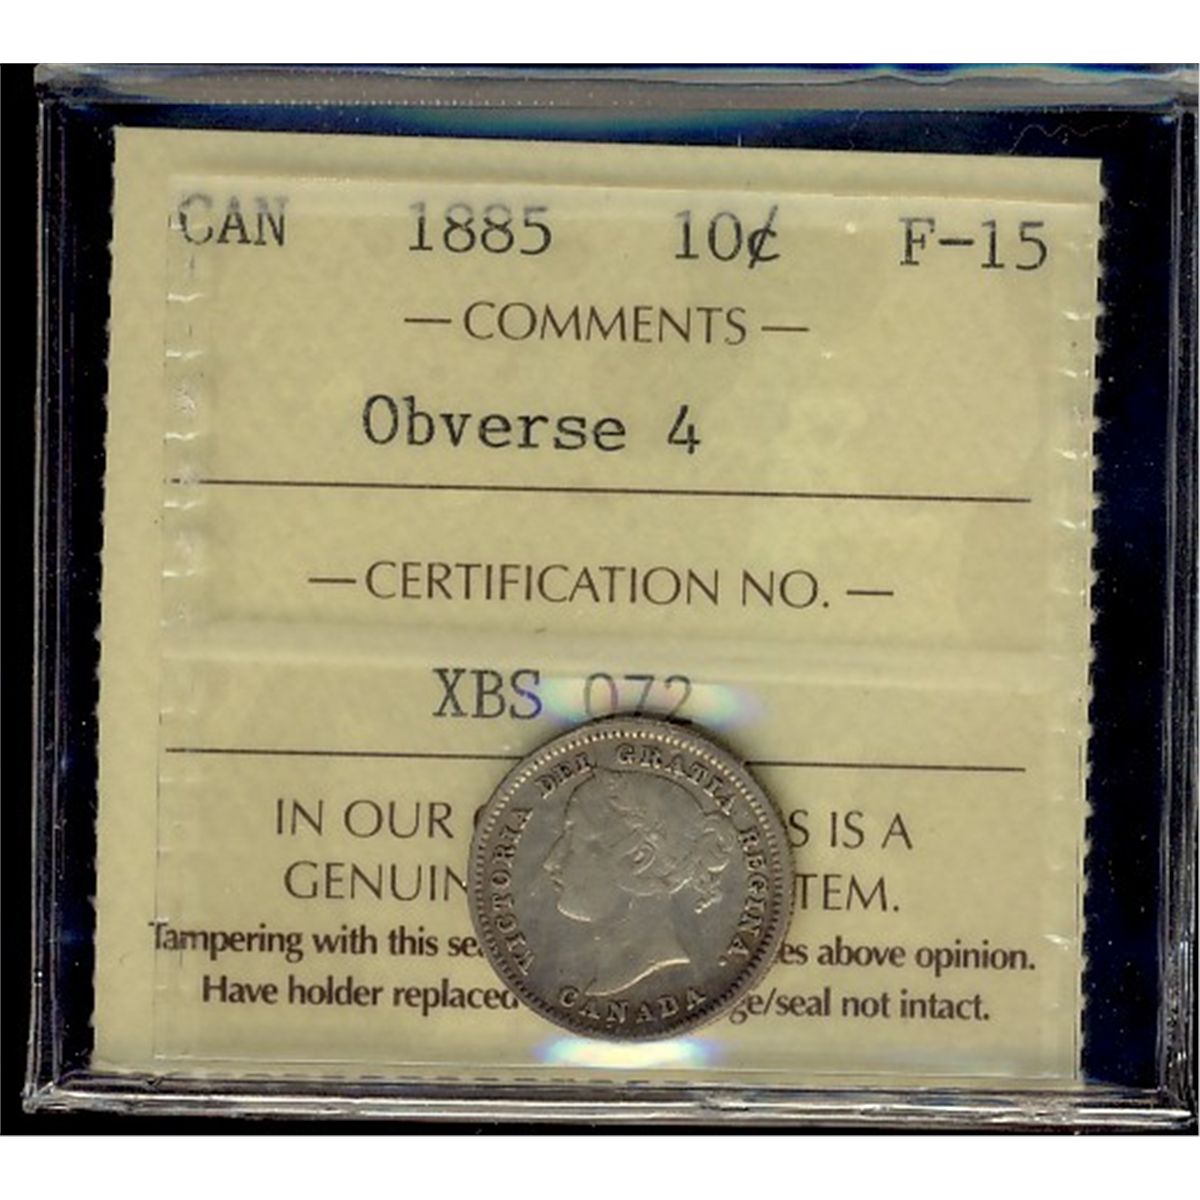 CAN 1885 10¢ F-15
— COMMENTS —
Obverse 4
— CERTIFICATION NO. —
XBS 072
VICTORIA DEI GRATIA REGINA.
CANADA
IN OUR S IS A
GENUIN TEM.
Tampering with this se es above opinion.
Have holder replaced ge/seal not intact.